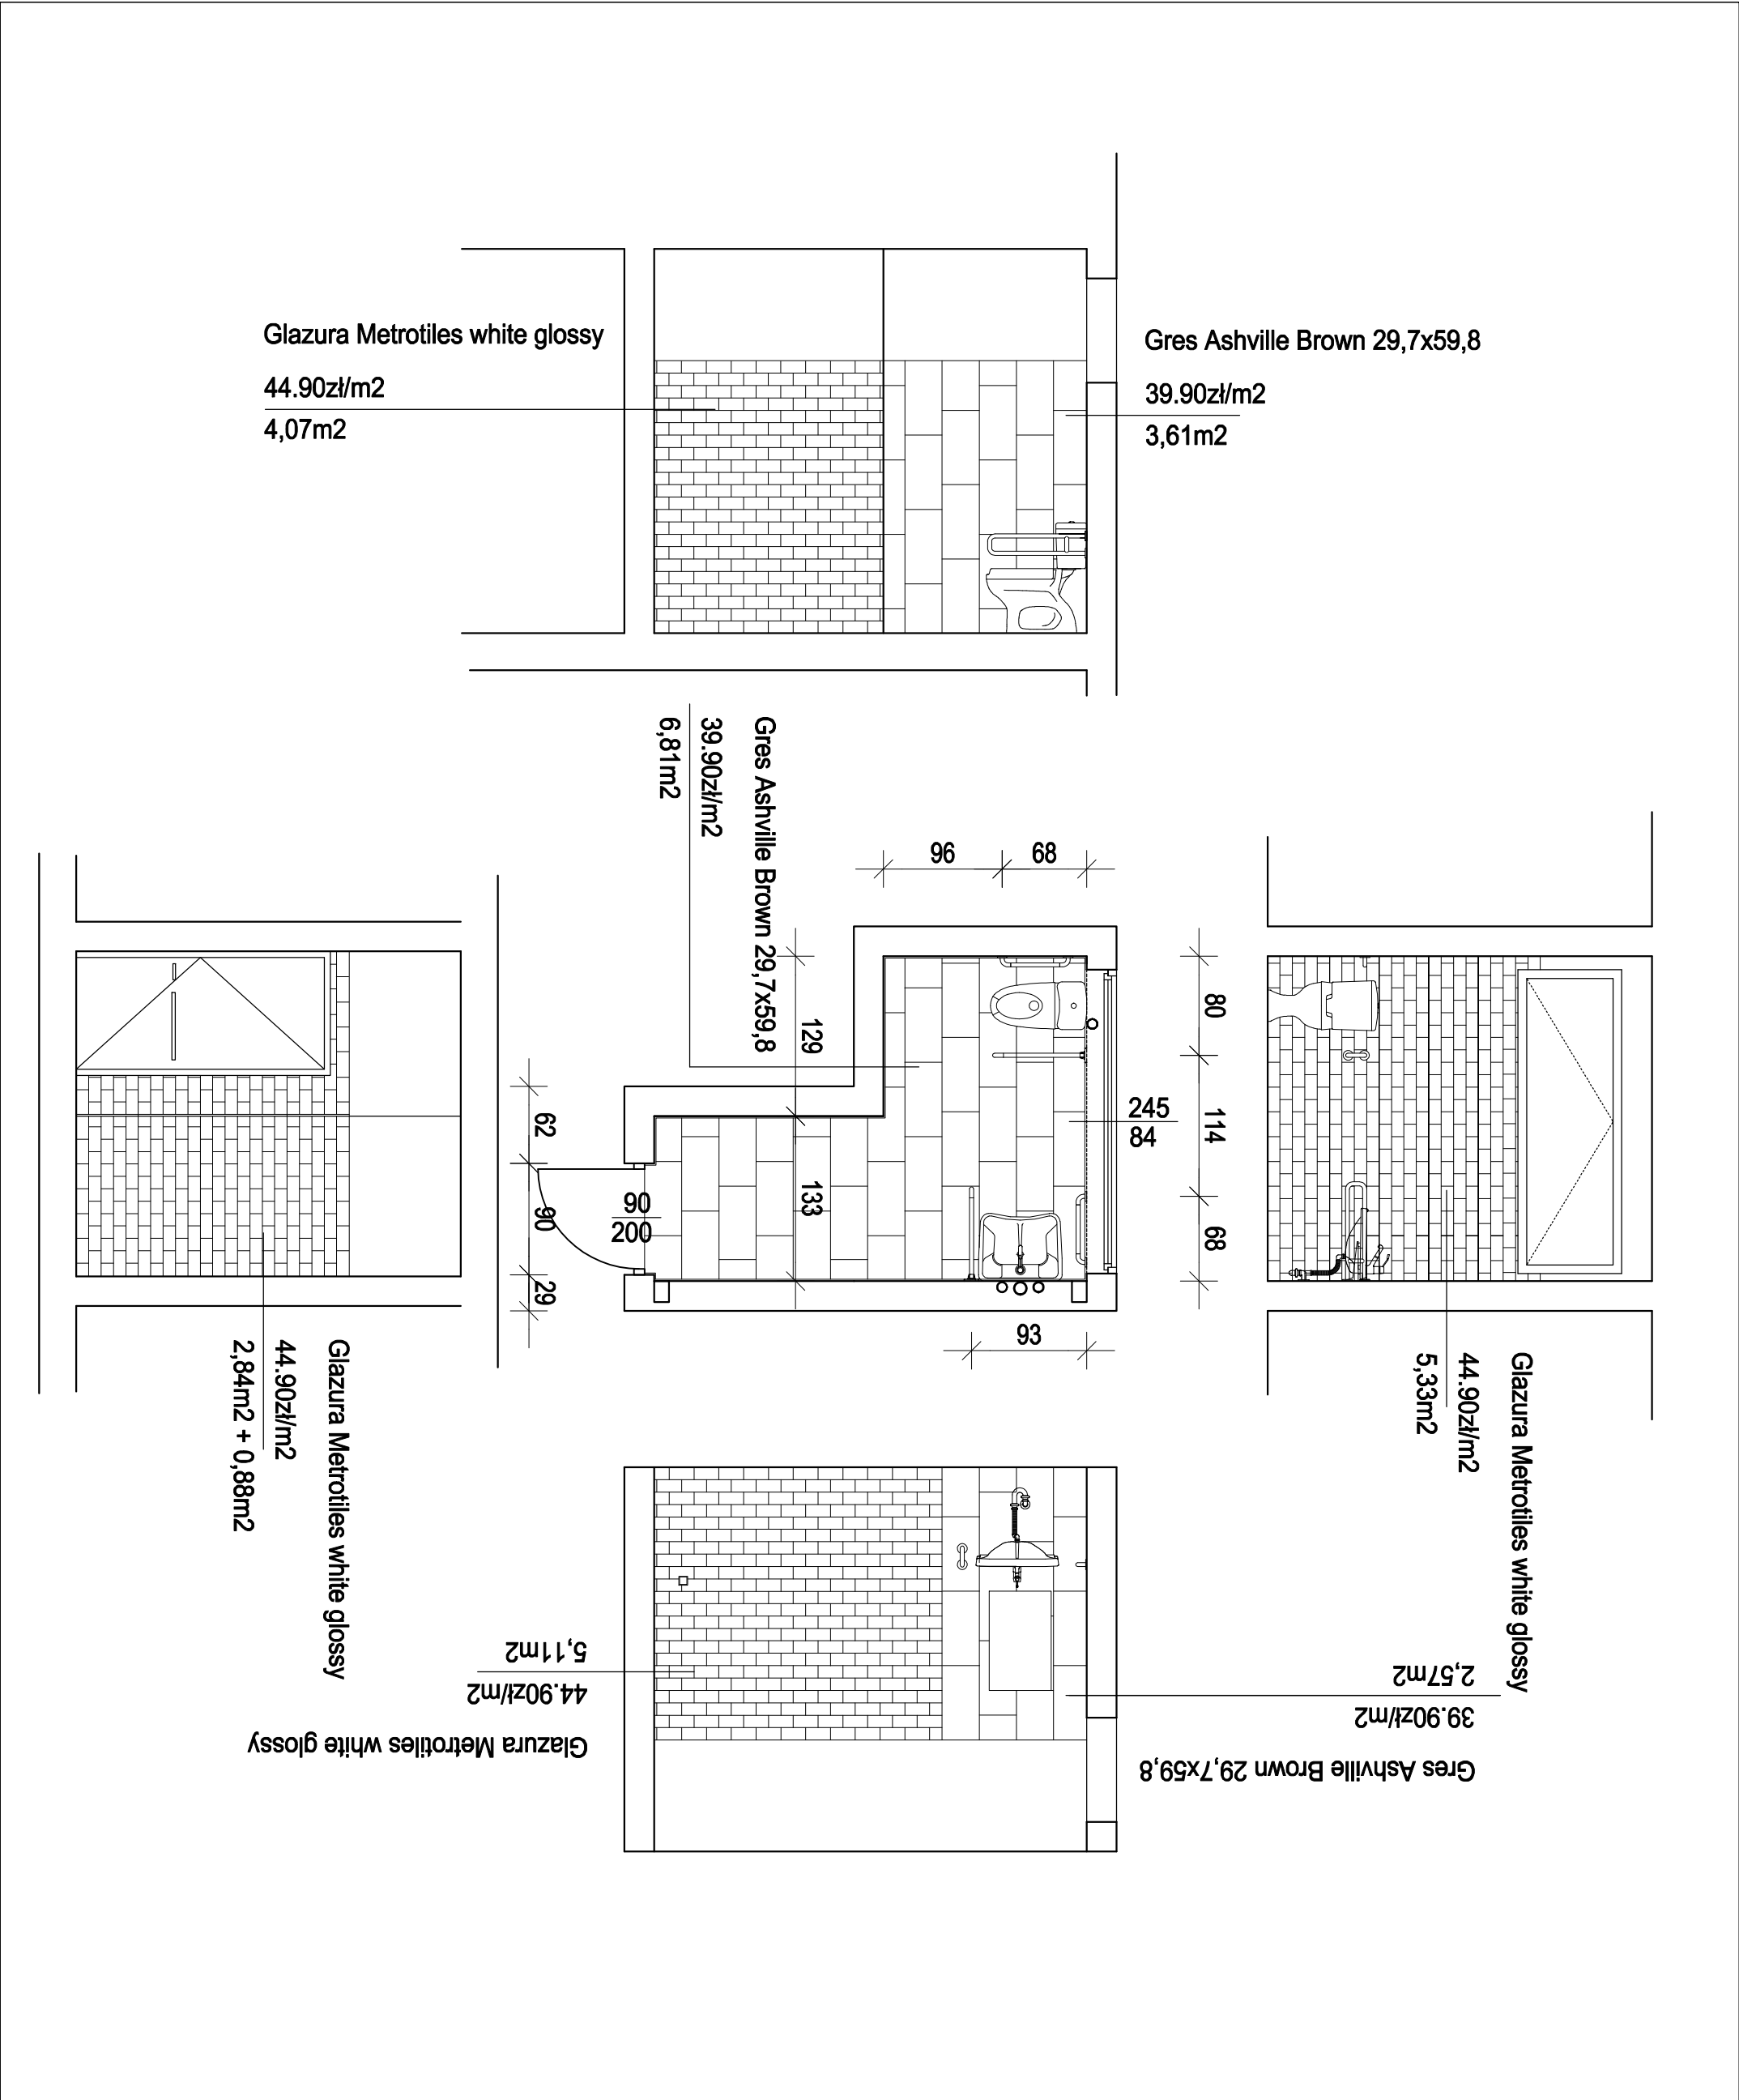 Glazura Metrotiles white glossy
44.90zł/m2
4,07m2
Gres Ashville Brown 29,7x59,8
39.90zł/m2
3,61m2
Gres Ashville Brown 29,7x59,8
39.90zł/m2
6,81m2
96
68
129
133
80
114
68
245
84
62
90
29
90
200
93
Glazura Metrotiles white glossy
44.90zł/m2
5,33m2
Glazura Metrotiles white glossy
44.90zł/m2
2,84m2 + 0,88m2
Glazura Metrotiles white glossy
44.90zł/m2
5,11m2
Gres Ashville Brown 29,7x59,8
39.90zł/m2
2,57m2